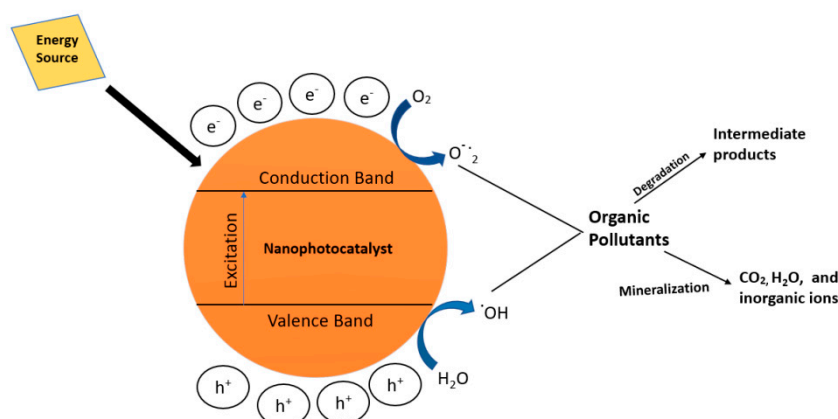 Energy
Source
e⁻
e⁻
e⁻
e⁻
O₂
O⁻˙₂
Conduction Band
Excitation
Nanophotocatalyst
Valence Band
˙OH
H₂O
h⁺
h⁺
h⁺
h⁺
Organic
Pollutants
Degradation
Intermediate
products
Mineralization
CO₂, H₂O, and
inorganic ions